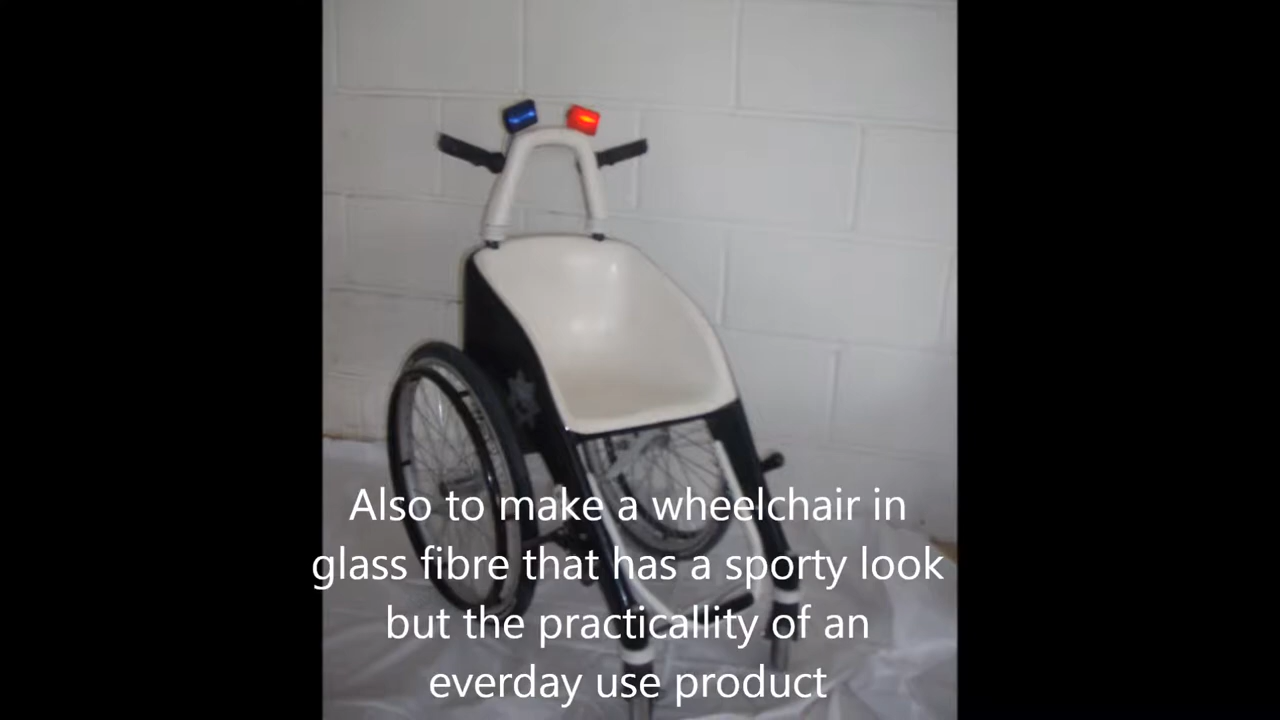 Also to make a wheelchair in
glass fibre that has a sporty look
but the practicallity of an
everday use product